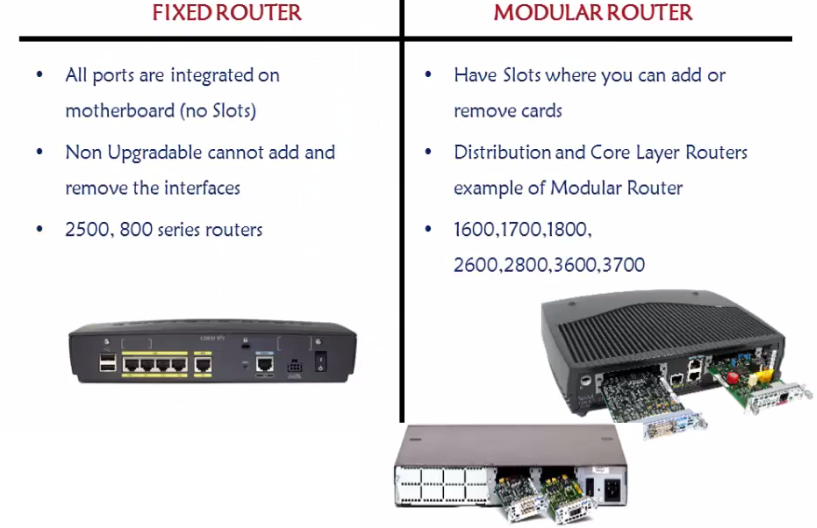 FIXED ROUTER
• All ports are integrated on
motherboard (no Slots)
• Non Upgradable cannot add and
remove the interfaces
• 2500, 800 series routers
MODULAR ROUTER
• Have Slots where you can add or
remove cards
• Distribution and Core Layer Routers
example of Modular Router
• 1600,1700,1800,
2600,2800,3600,3700